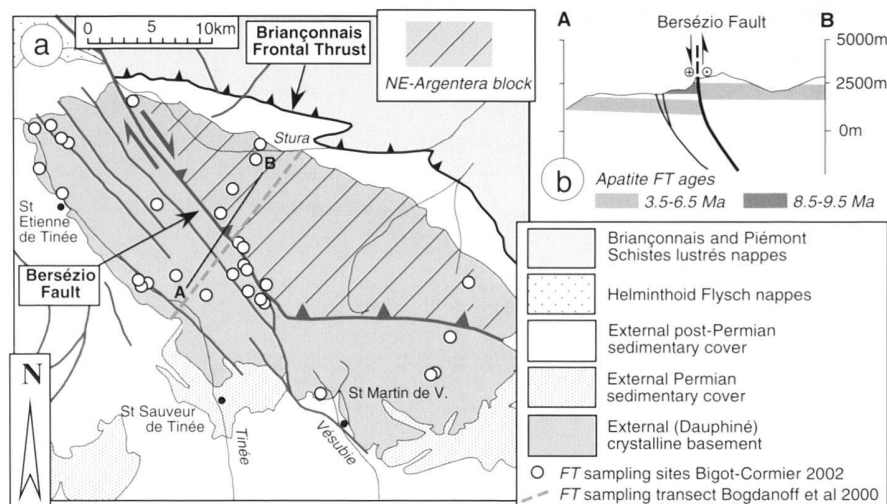 a
0 5 10km
Briançonnais
Frontal Thrust
NE-Argentera block
Stura
B
St
Etienne
de Tinée
Bersézio
Fault
A
N
St Sauveur
de Tinée
Tinée
Vésubie
St Martin de V.
A
Bersézio Fault
B
5000m
2500m
0m
b
Apatite FT ages
3.5-6.5 Ma
8.5-9.5 Ma
Briançonnais and Piémont
Schistes lustrés nappes
Helminthoid Flysch nappes
External post-Permian
sedimentary cover
External Permian
sedimentary cover
External (Dauphiné)
crystalline basement
FT sampling sites Bigot-Cormier 2002
FT sampling transect Bogdanoff et al 2000